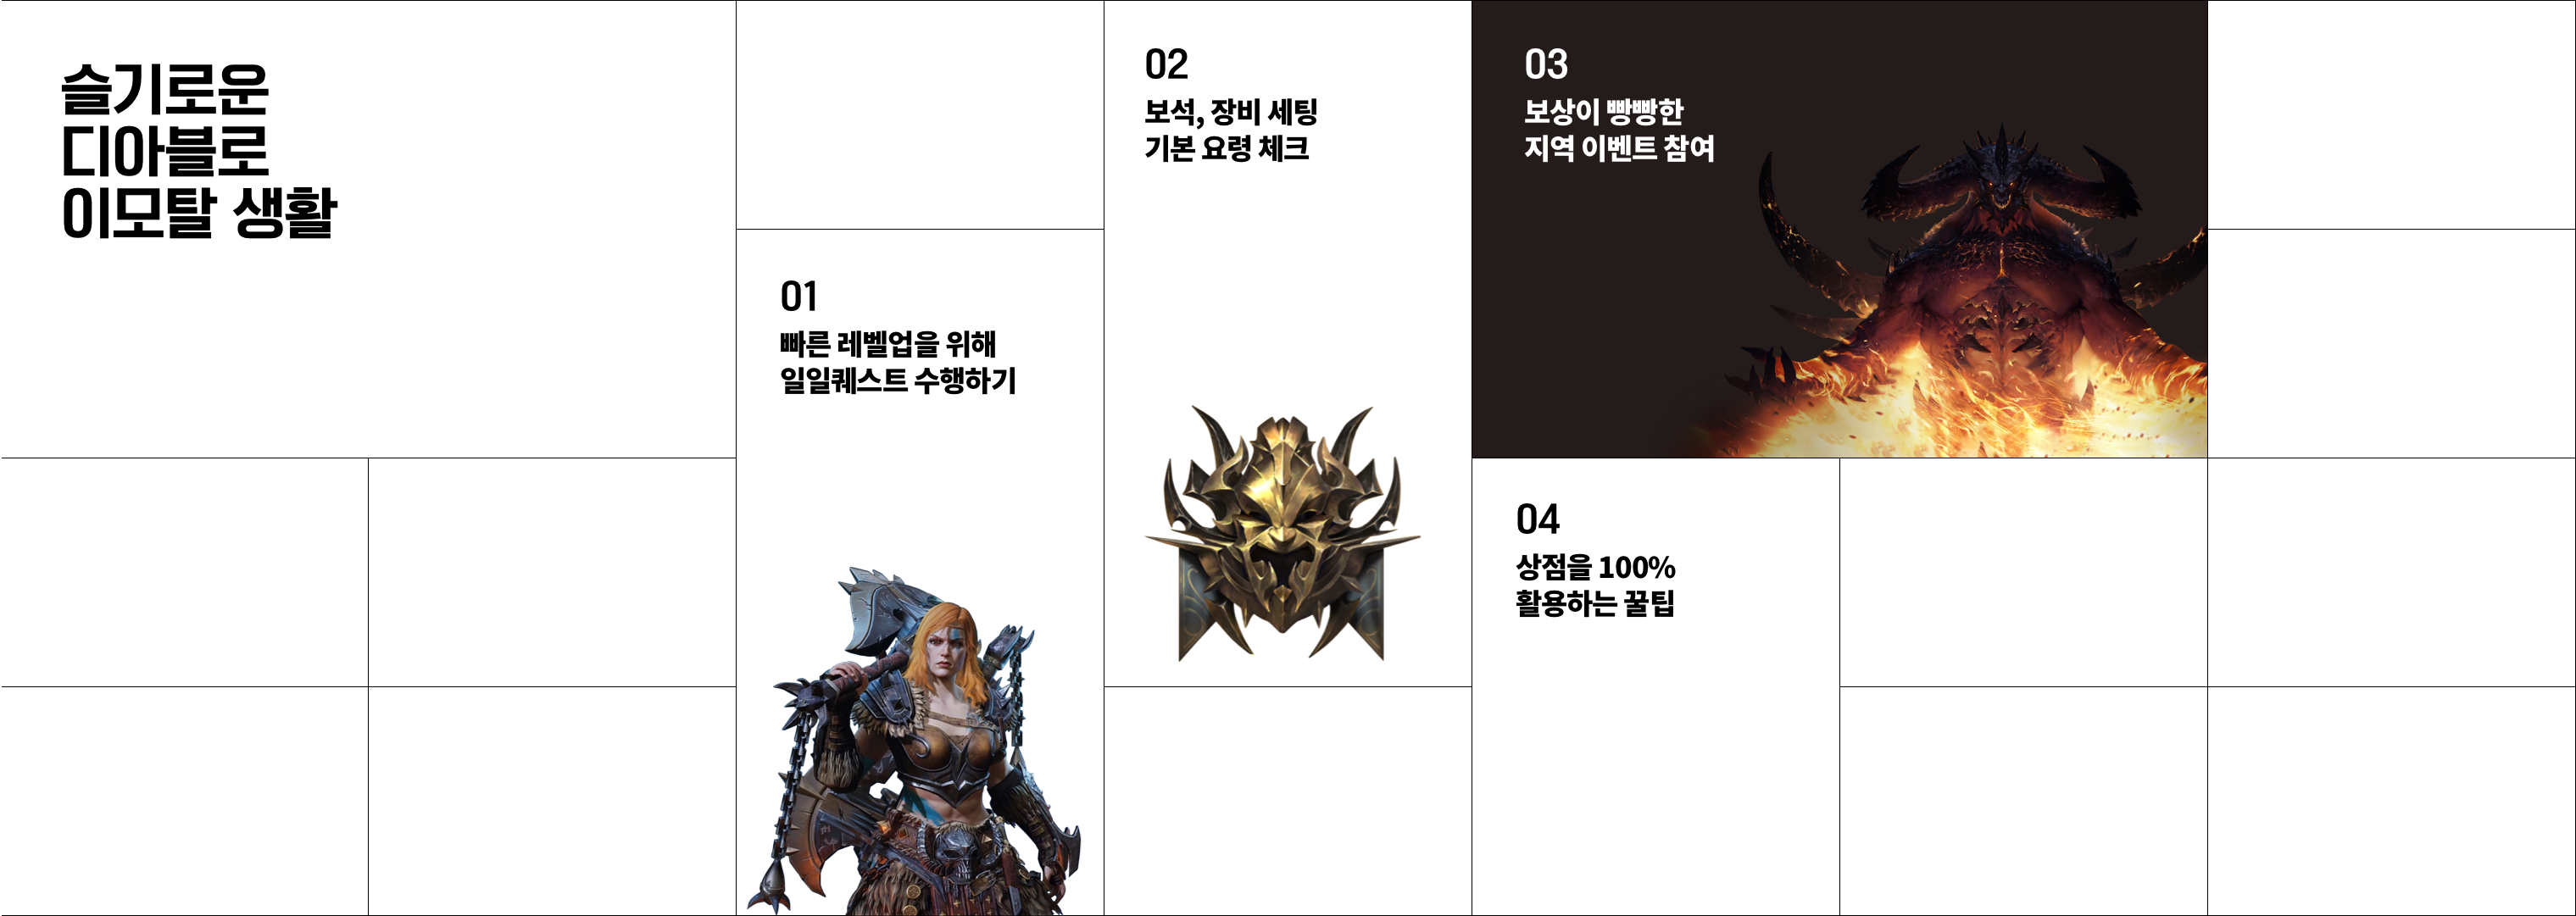 슬기로운
디아블로
이모탈 생활
01
빠른 레벨업을 위해
일일퀘스트 수행하기
02
보석, 장비 세팅
기본 요령 체크
03
보상이 빵빵한
지역 이벤트 참여
04
상점을 100%
활용하는 꿀팁